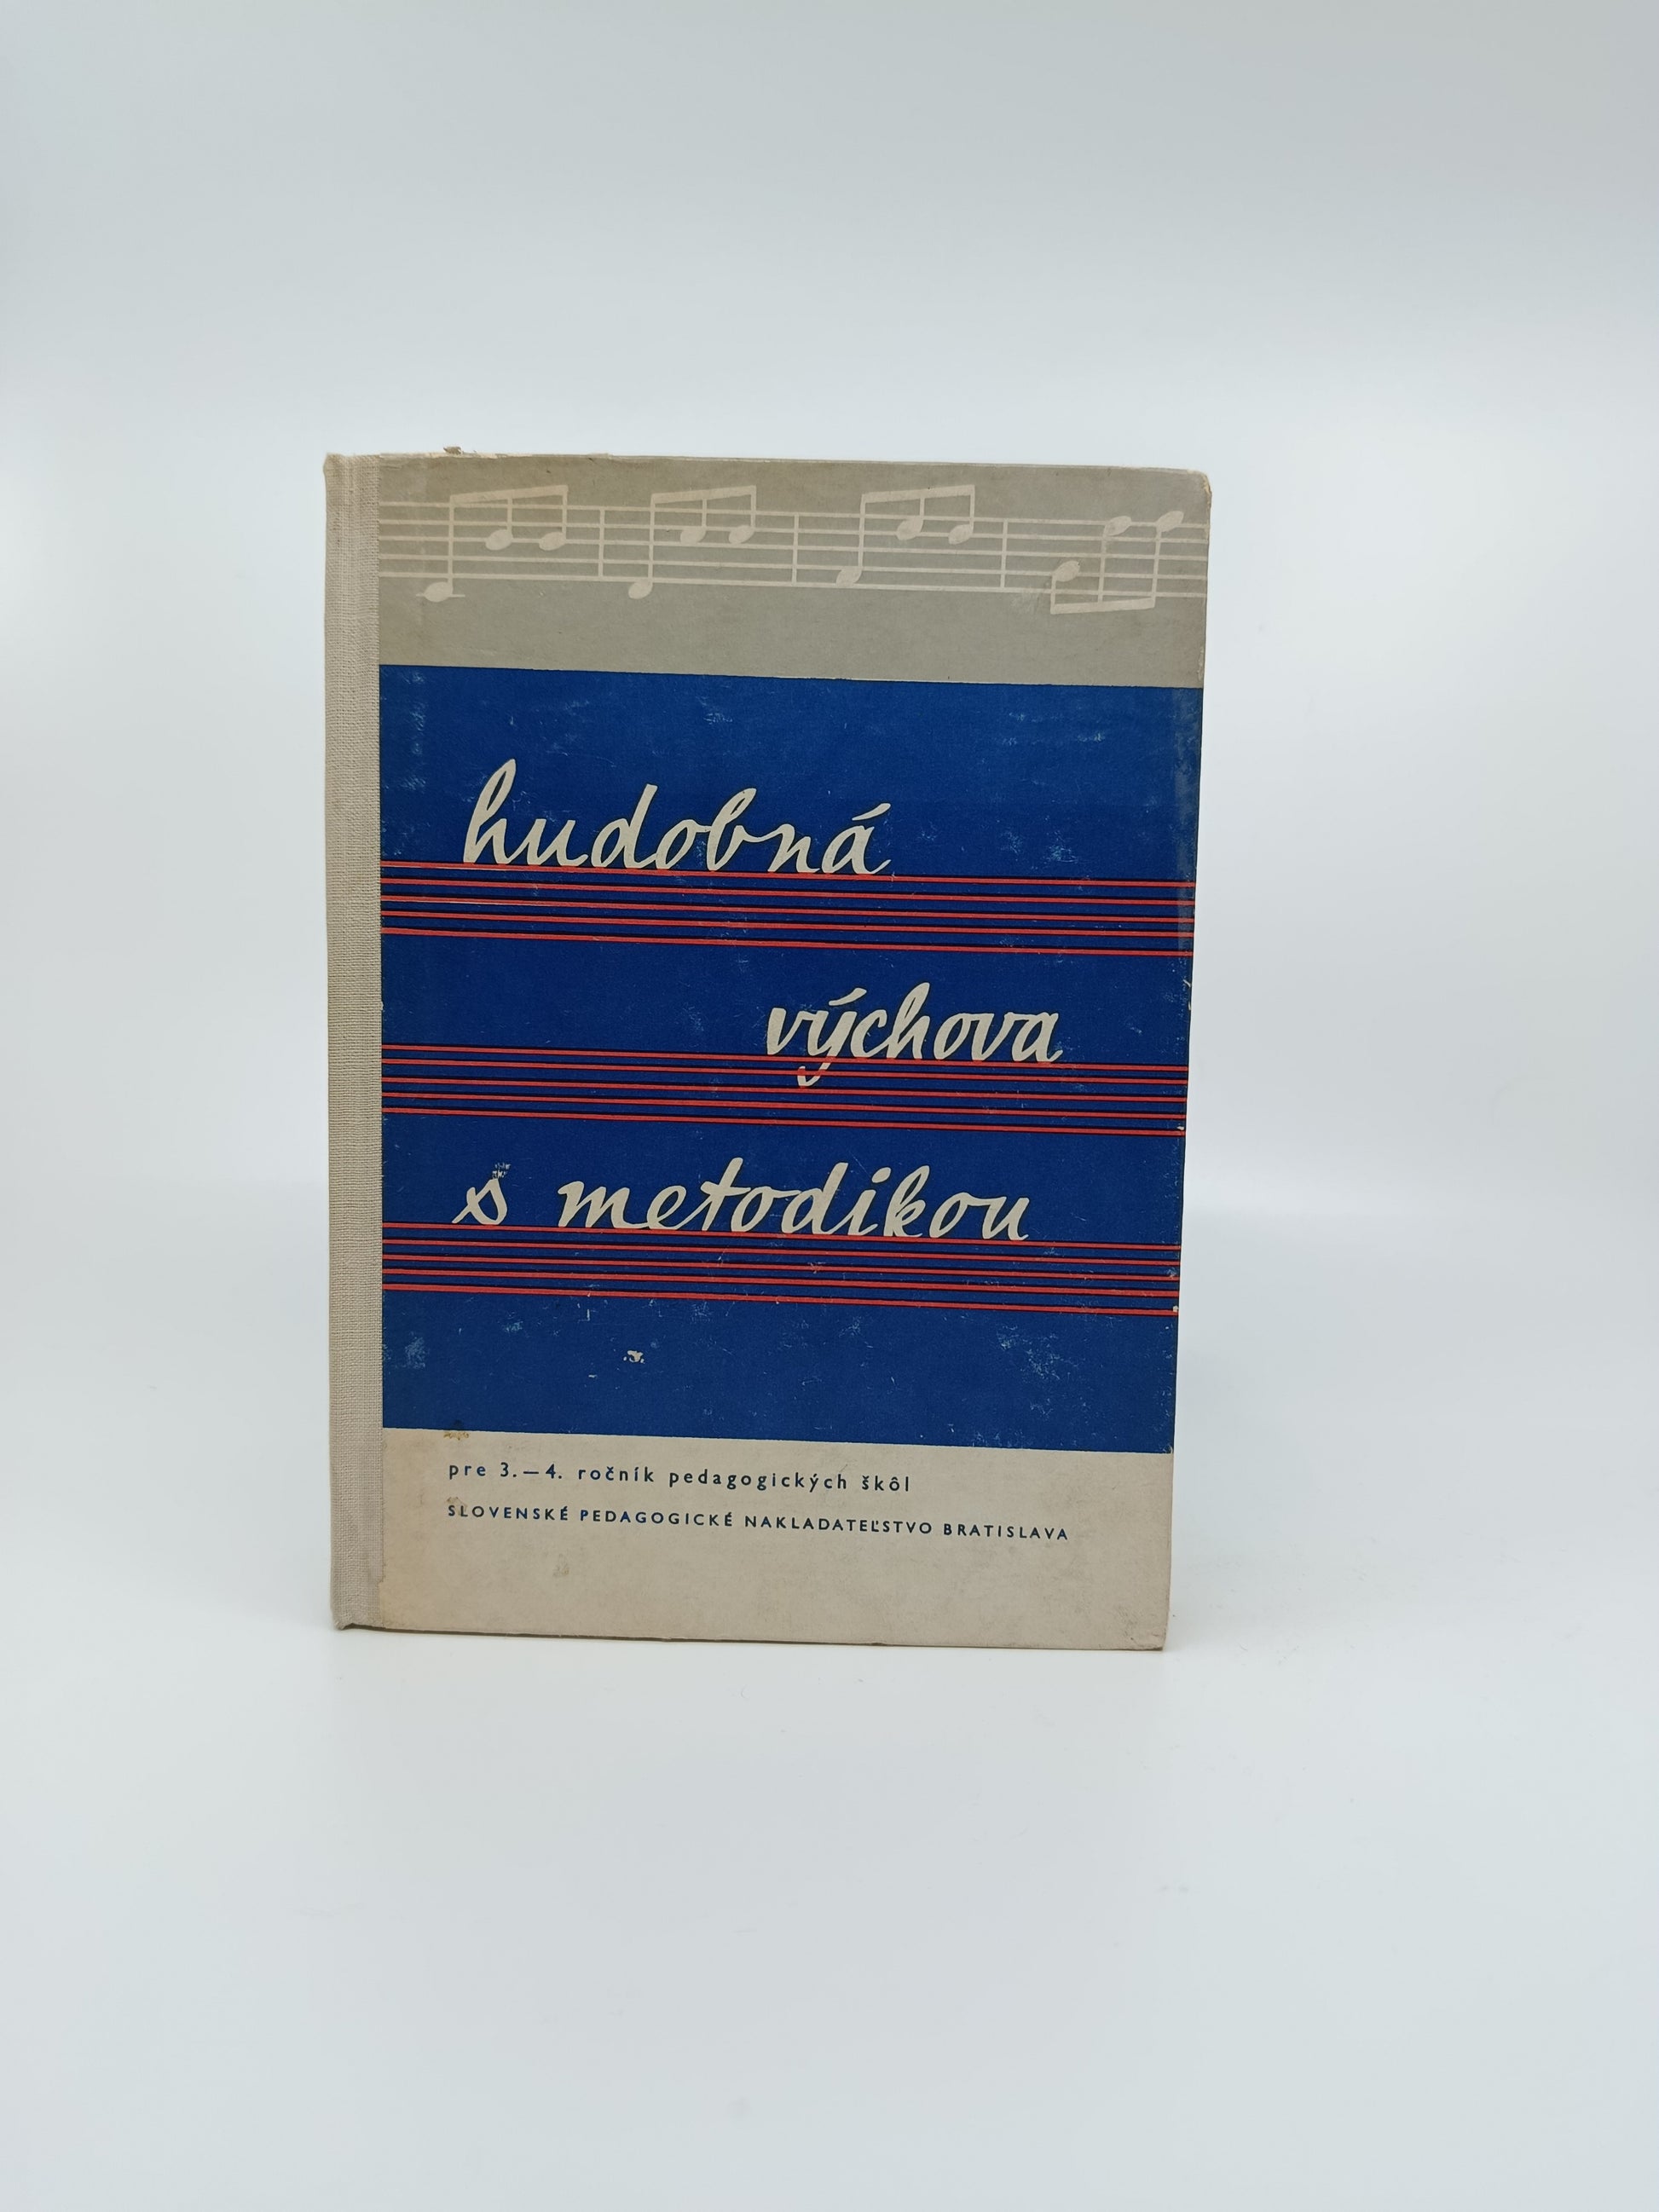 hudobná
výchova
s metodikou
pre 3.—4. ročník pedagogických škôl
SLOVENSKÉ PEDAGOGICKÉ NAKLADATEĽSTVO BRATISLAVA